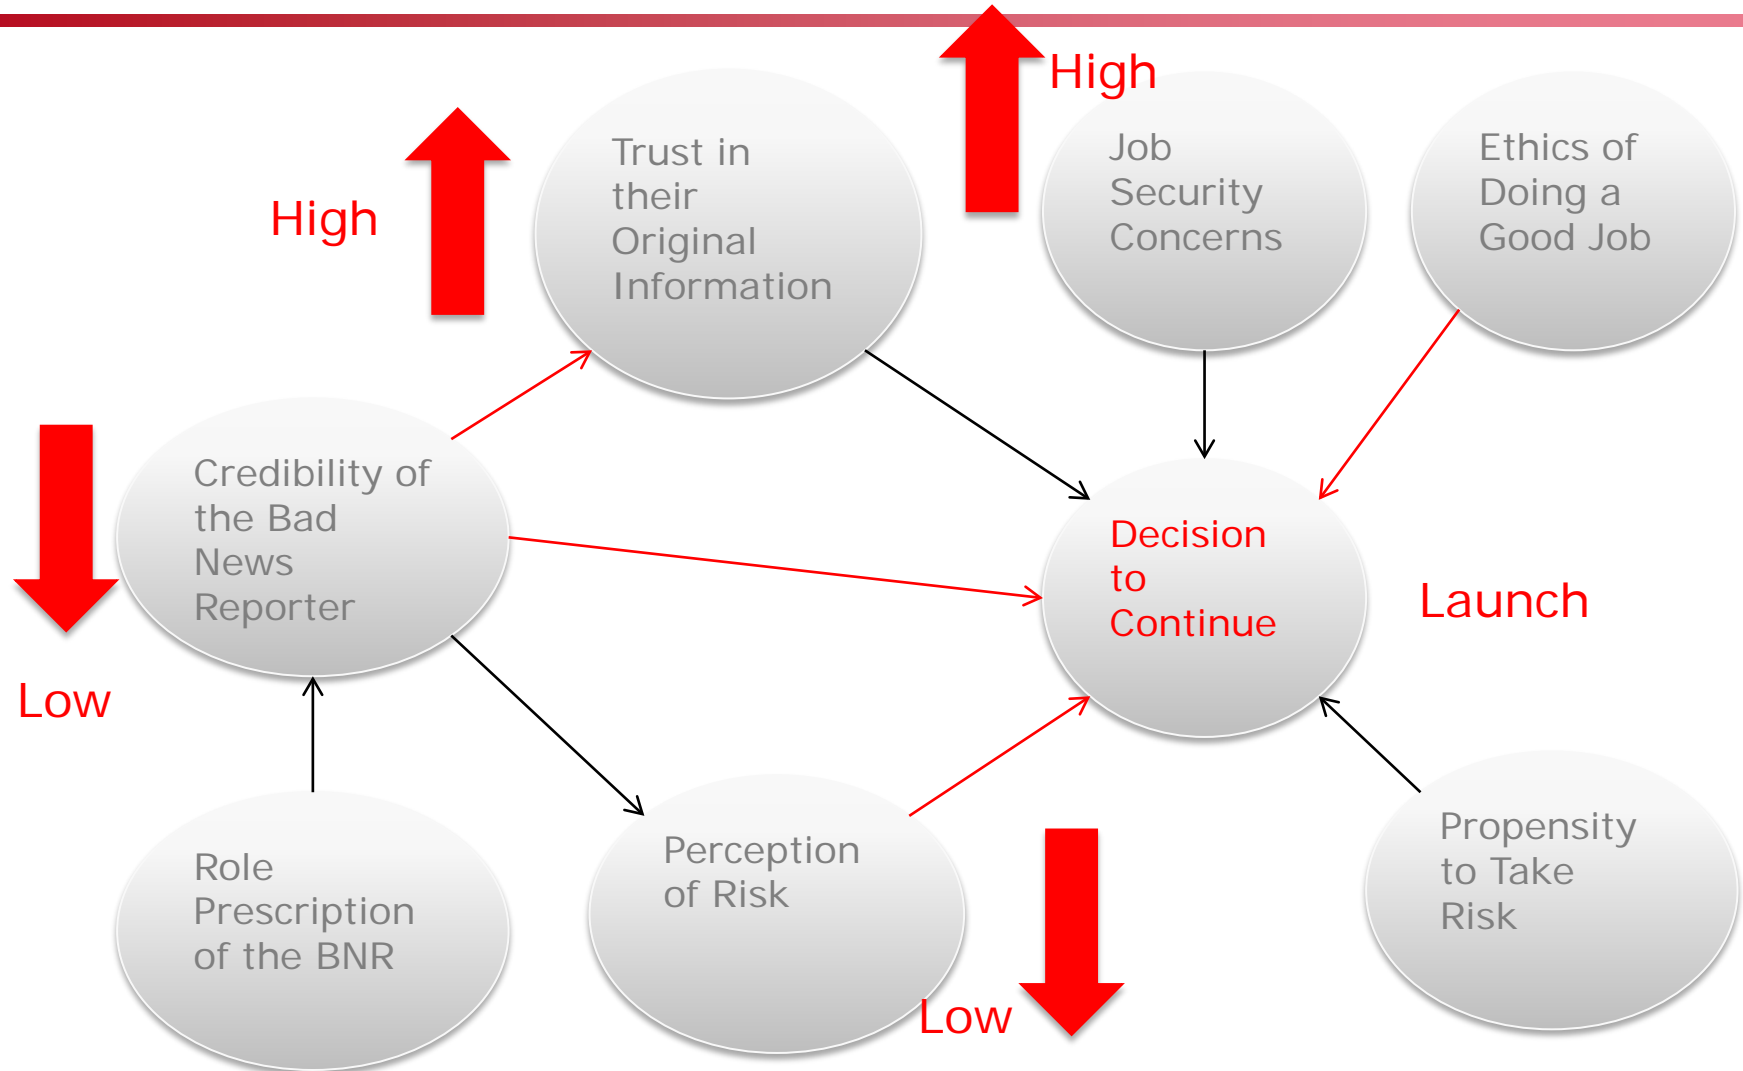 High
High
Trust in
their
Original
Information
Job
Security
Concerns
Ethics of
Doing a
Good Job
Credibility of
the Bad
News
Reporter
Decision
to
Continue
Launch
Low
Role
Prescription
of the BNR
Perception
of Risk
Low
Propensity
to Take
Risk